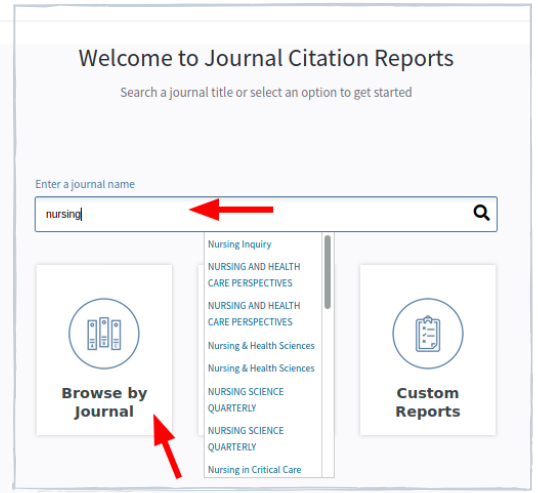 Welcome to Journal Citation Reports
Search a journal title or select an option to get started
Enter a journal name
nursing
Nursing Inquiry
NURSING AND HEALTH
CARE PERSPECTIVES
NURSING AND HEALTH
CARE PERSPECTIVES
Nursing & Health Sciences
Nursing & Health Sciences
NURSING SCIENCE
QUARTERLY
NURSING SCIENCE
QUARTERLY
Nursing in Critical Care
Browse by
Journal
Custom
Reports